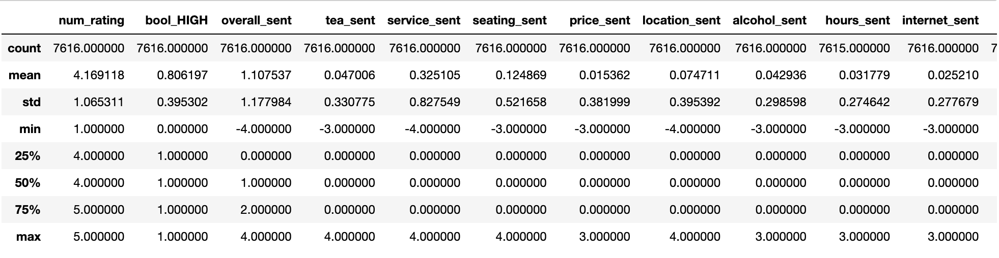 num_rating bool_HIGH overall_sent tea_sent service_sent seating_sent price_sent location_sent alcohol_sent hours_sent internet_sent
count 7616.000000 7616.000000 7616.000000 7616.000000 7616.000000 7616.000000 7616.000000 7616.000000 7616.000000 7615.000000 7616.000000 7
mean 4.169118 0.806197 1.107537 0.047006 0.325105 0.124869 0.015362 0.074711 0.042936 0.031779 0.025210
std 1.065311 0.395302 1.177984 0.330775 0.827549 0.521658 0.381999 0.395392 0.298598 0.274642 0.277679
min 1.000000 0.000000 -4.000000 -3.000000 -4.000000 -3.000000 -3.000000 -4.000000 -3.000000 -3.000000 -3.000000
25% 4.000000 1.000000 0.000000 0.000000 0.000000 0.000000 0.000000 0.000000 0.000000 0.000000 0.000000
50% 4.000000 1.000000 1.000000 0.000000 0.000000 0.000000 0.000000 0.000000 0.000000 0.000000 0.000000
75% 5.000000 1.000000 2.000000 0.000000 0.000000 0.000000 0.000000 0.000000 0.000000 0.000000 0.000000
max 5.000000 1.000000 4.000000 4.000000 4.000000 4.000000 3.000000 4.000000 3.000000 3.000000 3.000000